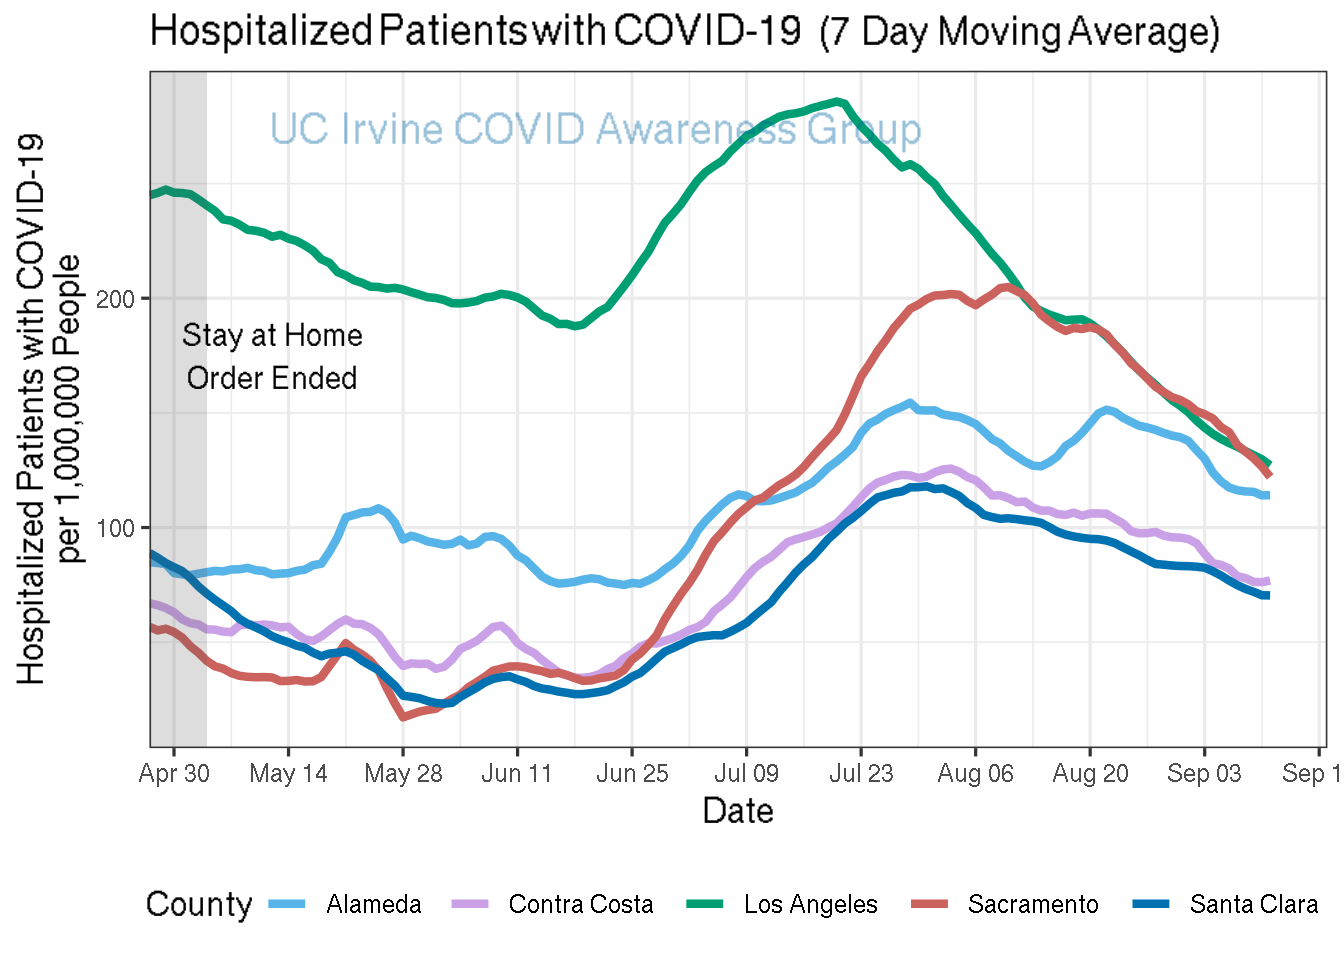 Hospitalized Patients with COVID-19 (7 Day Moving Average)
UC Irvine COVID Awareness Group
Hospitalized Patients with COVID-19
per 1,000,000 People
200
100
Stay at Home
Order Ended
Apr 30 May 14 May 28 Jun 11 Jun 25 Jul 09 Jul 23 Aug 06 Aug 20 Sep 03 Sep 1
Date
County Alameda Contra Costa Los Angeles Sacramento Santa Clara